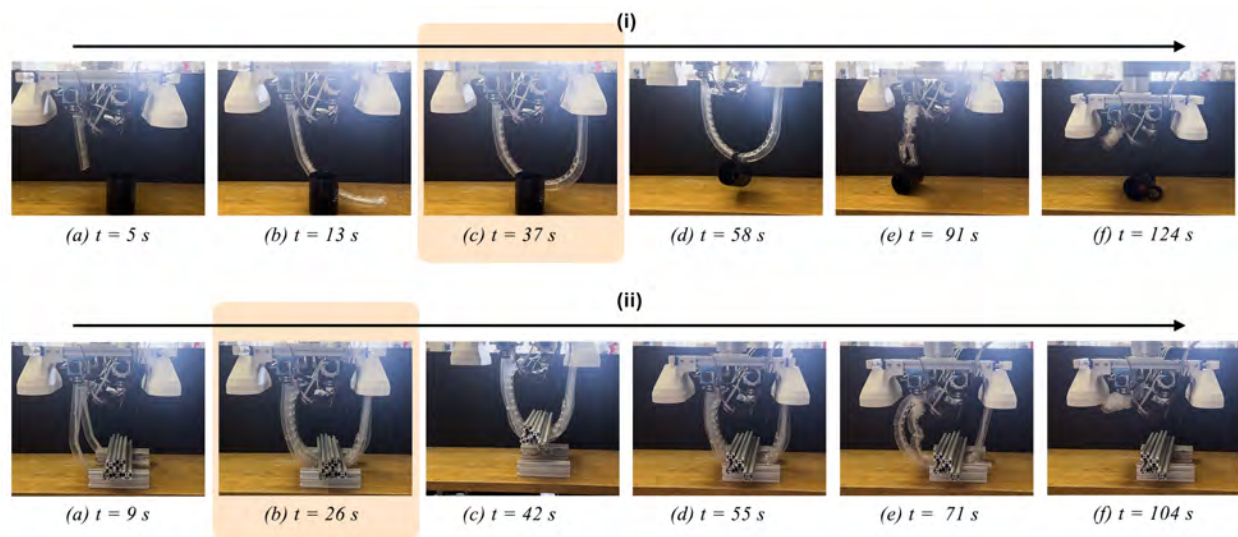 (i)
(a) t = 5 s (b) t = 13 s (c) t = 37 s (d) t = 58 s (e) t = 91 s (f) t = 124 s
(ii)
(a) t = 9 s (b) t = 26 s (c) t = 42 s (d) t = 55 s (e) t = 71 s (f) t = 104 s